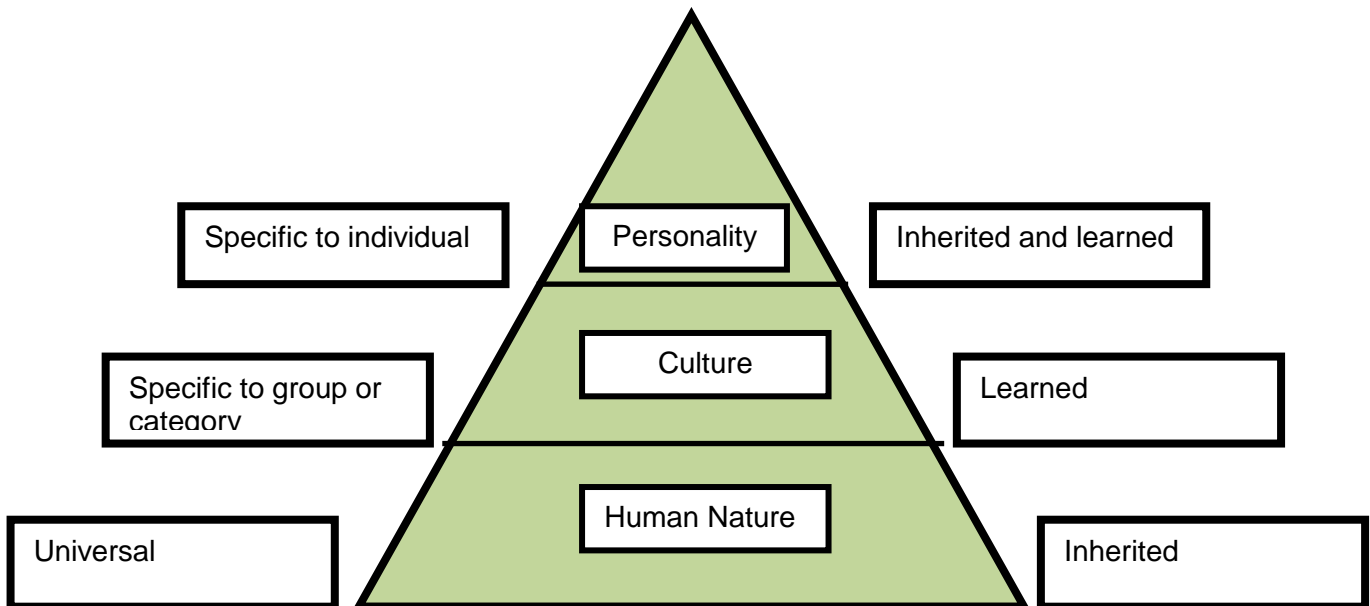 Specific to individual
Personality
Inherited and learned
Specific to group or
category
Culture
Learned
Human Nature
Universal
Inherited